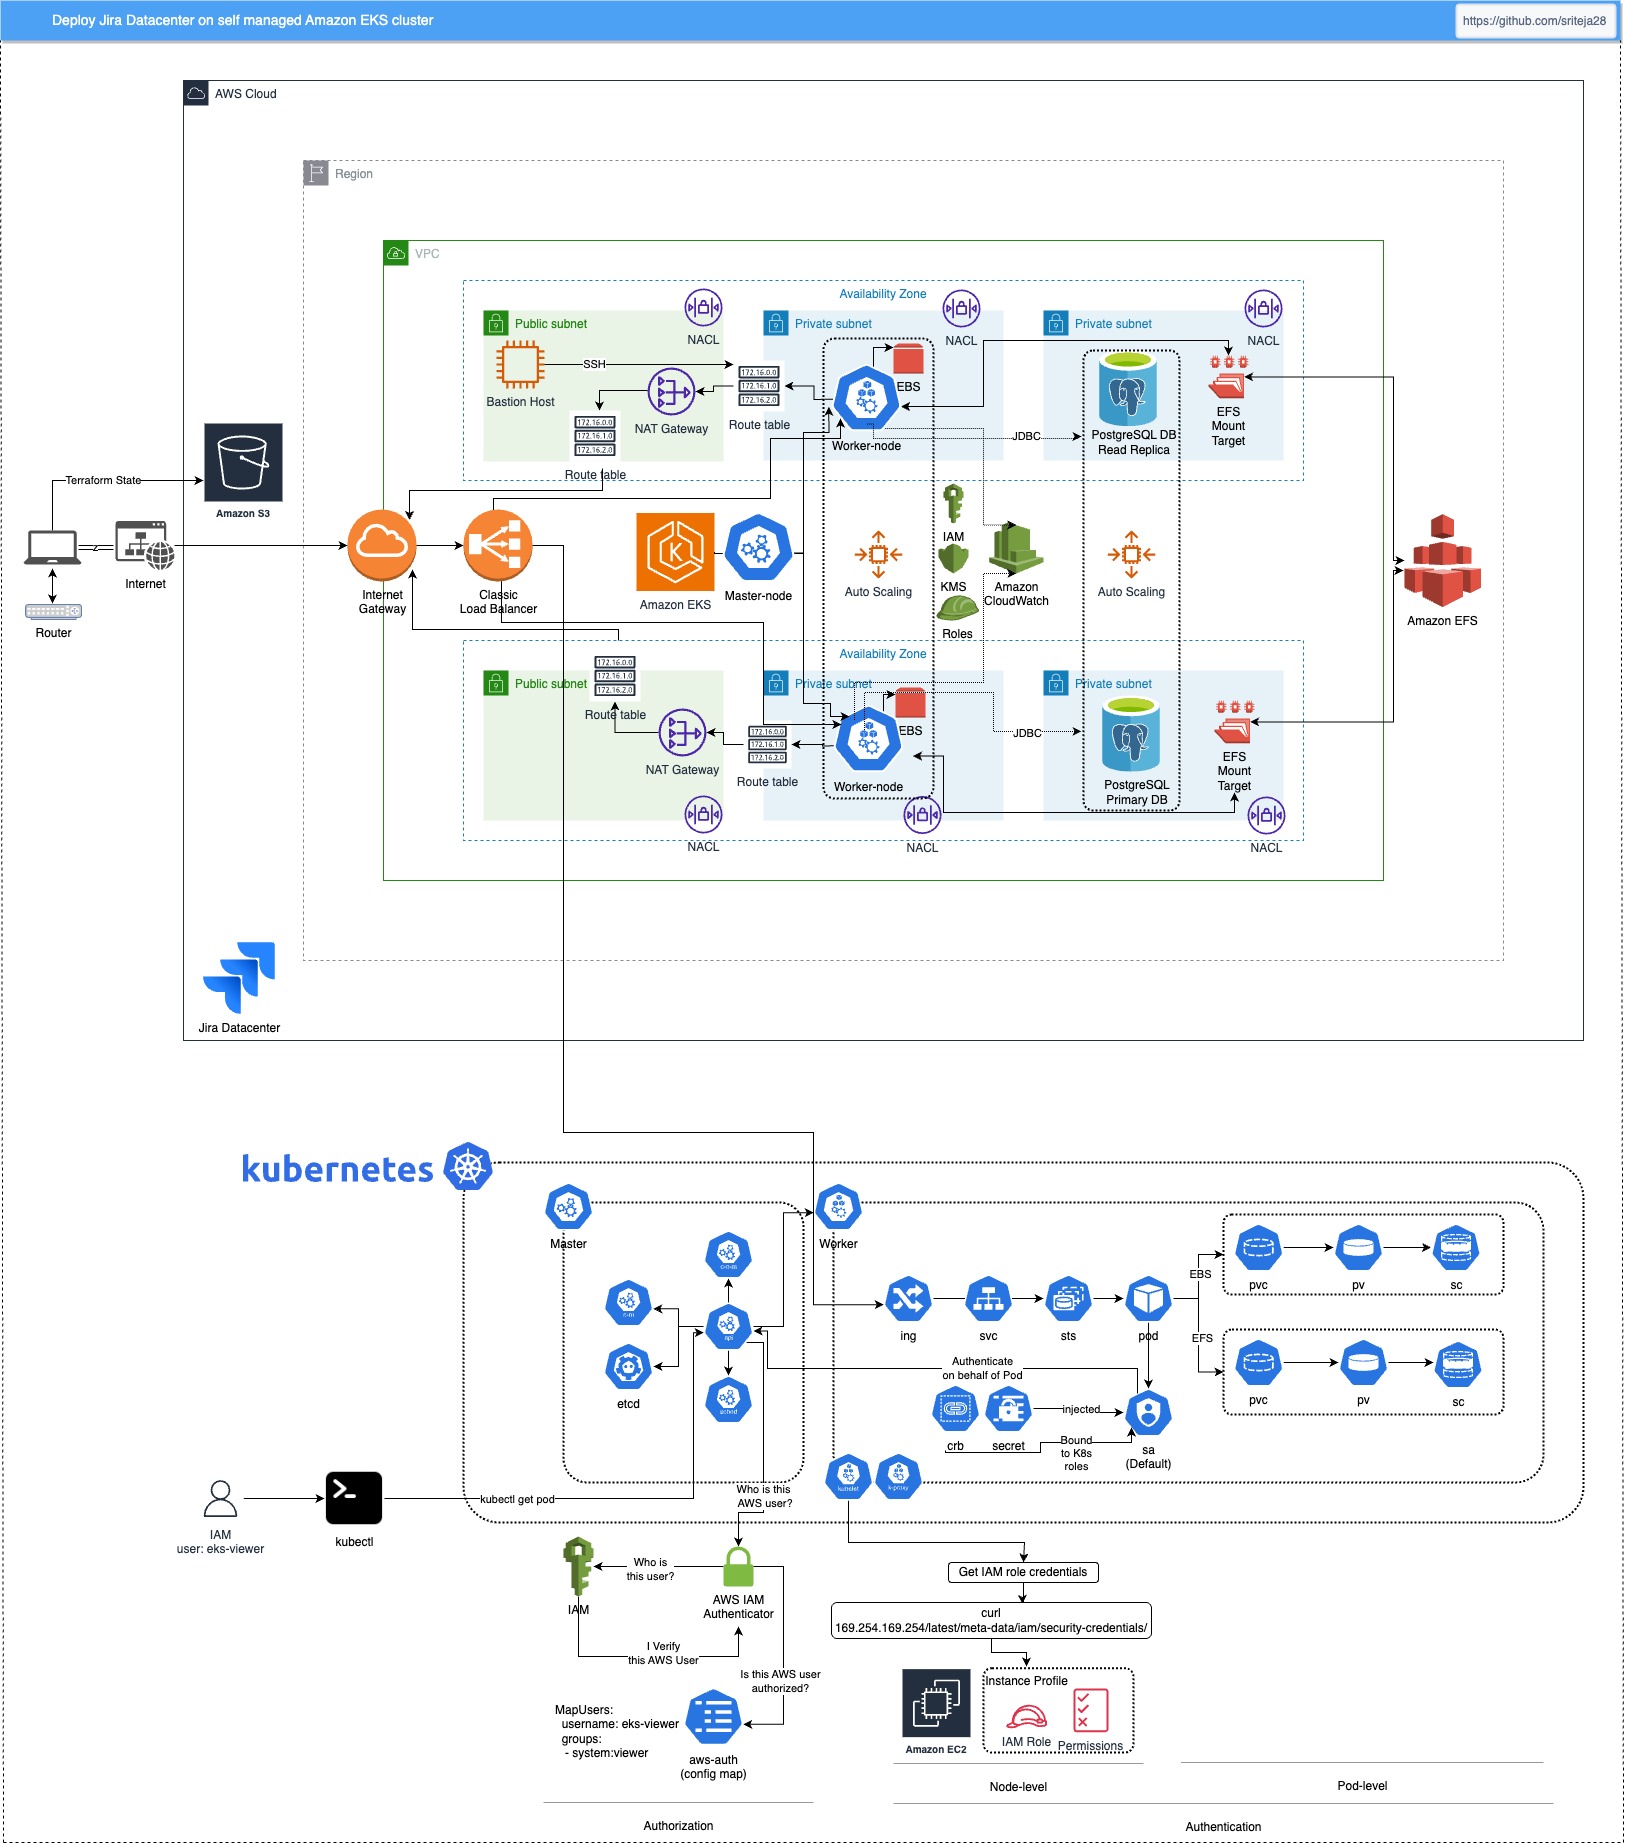 Deploy Jira Datacenter on self managed Amazon EKS cluster
https://github.com/sriteja28
AWS Cloud
Region
VPC
Availability Zone
Public subnet
NACL
Private subnet
NACL
Private subnet
NACL
SSH
Bastion Host
NAT Gateway
172.16.0.0
172.16.1.0
172.16.2.0
Route table
172.16.0.0
172.16.1.0
172.16.2.0
Route table
EBS
Worker-node
JDBC
PostgreSQL DB
Read Replica
EFS
Mount
Target
Terraform State
Amazon S3
Internet
Router
Internet
Gateway
Classic
Load Balancer
Amazon EKS
Master-node
Auto Scaling
IAM
KMS
Roles
Amazon
CloudWatch
Auto Scaling
Amazon EFS
Availability Zone
Public subnet
Private subnet
Private subnet
172.16.0.0
172.16.1.0
172.16.2.0
Route table
NAT Gateway
172.16.0.0
172.16.1.0
172.16.2.0
Route table
EBS
Worker-node
JDBC
PostgreSQL
Primary DB
EFS
Mount
Target
NACL
NACL
NACL
Jira Datacenter
kubernetes
Master
Worker
c-c-m
c-m
api
etcd
sched
ing
svc
sts
pod
EBS
pvc
pv
sc
EFS
pvc
pv
sc
Authenticate
on behalf of Pod
crb
secret
injected
Bound
to K8s
roles
sa
(Default)
kubelet
k-proxy
IAM
user: eks-viewer
kubectl
kubectl get pod
Who is this
AWS user?
Who is
this user?
IAM
AWS IAM
Authenticator
I Verify
this AWS User
Is this AWS user
authorized?
MapUsers:
username: eks-viewer
groups:
- system:viewer
aws-auth
(config map)
Authorization
Get IAM role credentials
curl
169.254.169.254/latest/meta-data/iam/security-credentials/
Amazon EC2
Instance Profile
IAM Role
Permissions
Node-level
Pod-level
Authentication